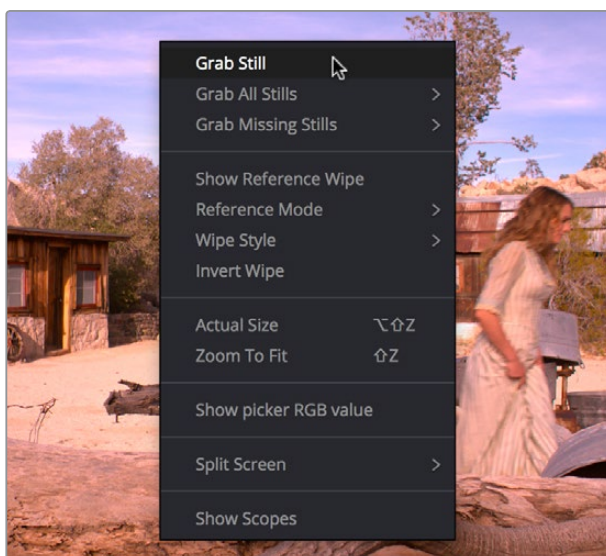 Grab Still
Grab All Stills
Grab Missing Stills
Show Reference Wipe
Reference Mode
Wipe Style
Invert Wipe
Actual Size ⌥⇧Z
Zoom To Fit ⇧Z
Show picker RGB value
Split Screen
Show Scopes